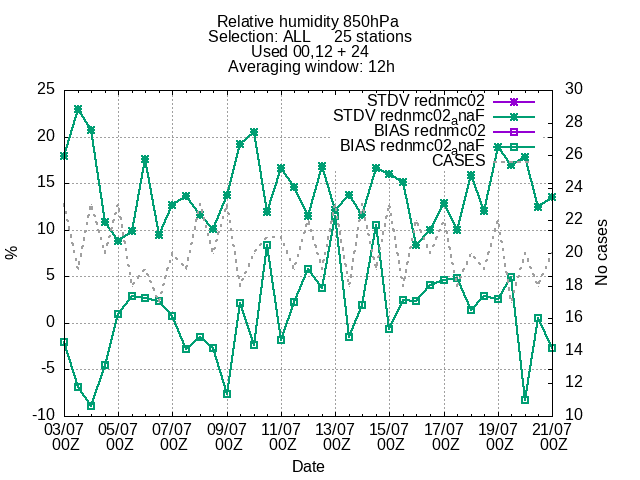 Relative humidity 850hPa
Selection: ALL 25 stations
Used 00,12 + 24
Averaging window: 12h
STDV rednmc02
STDV rednmc02anaF
BIAS rednmc02
BIAS rednmc02anaF
CASES
25
20
15
10
5
0
-5
-10
%
30
28
26
24
22
20
18
16
14
12
10
No cases
03/07 05/07 07/07 09/07 11/07 13/07 15/07 17/07 19/07 21/07
00Z 00Z 00Z 00Z 00Z 00Z 00Z 00Z 00Z 00Z
Date